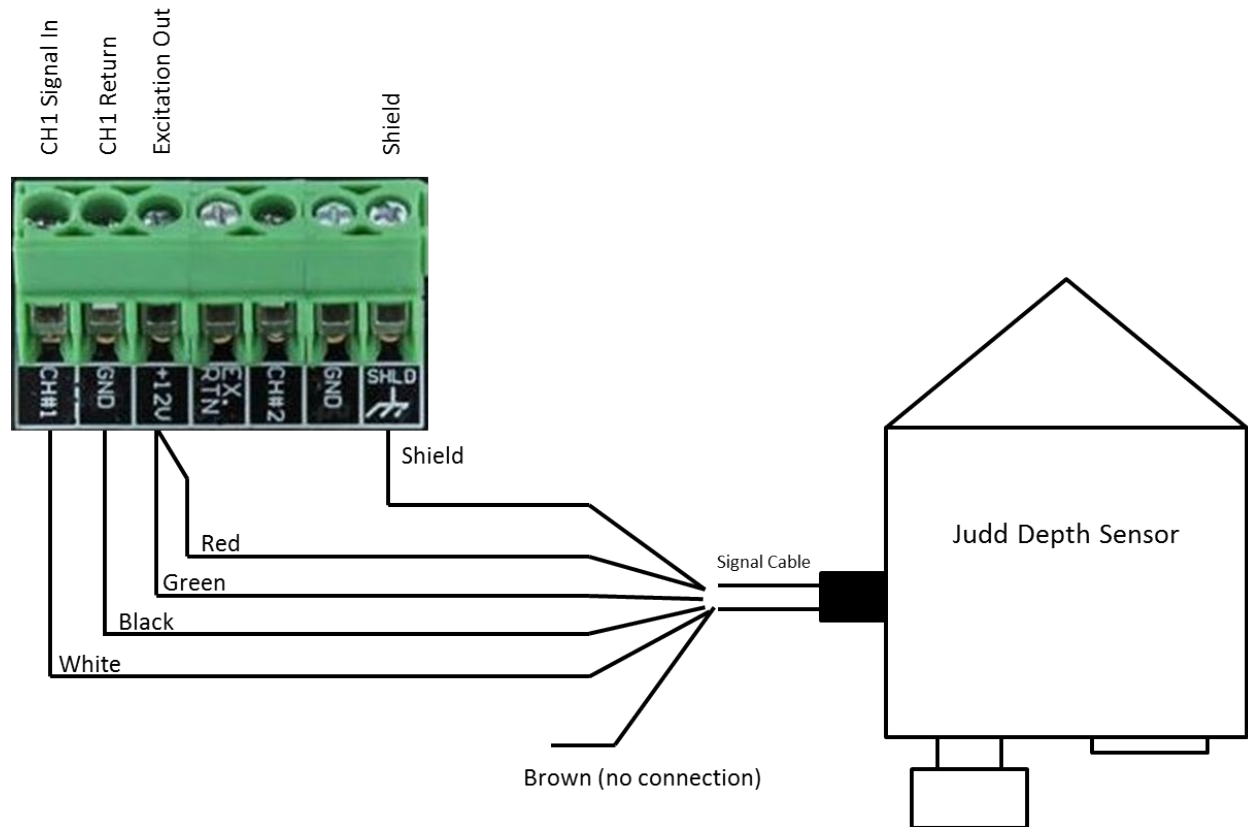 CH1 Signal In
CH1 Return
Excitation Out
Shield
CH#1
GND
+12V
EX.
RTN
CH#2
GND
SHLD
Shield
Red
Green
Black
White
Signal Cable
Judd Depth Sensor
Brown (no connection)